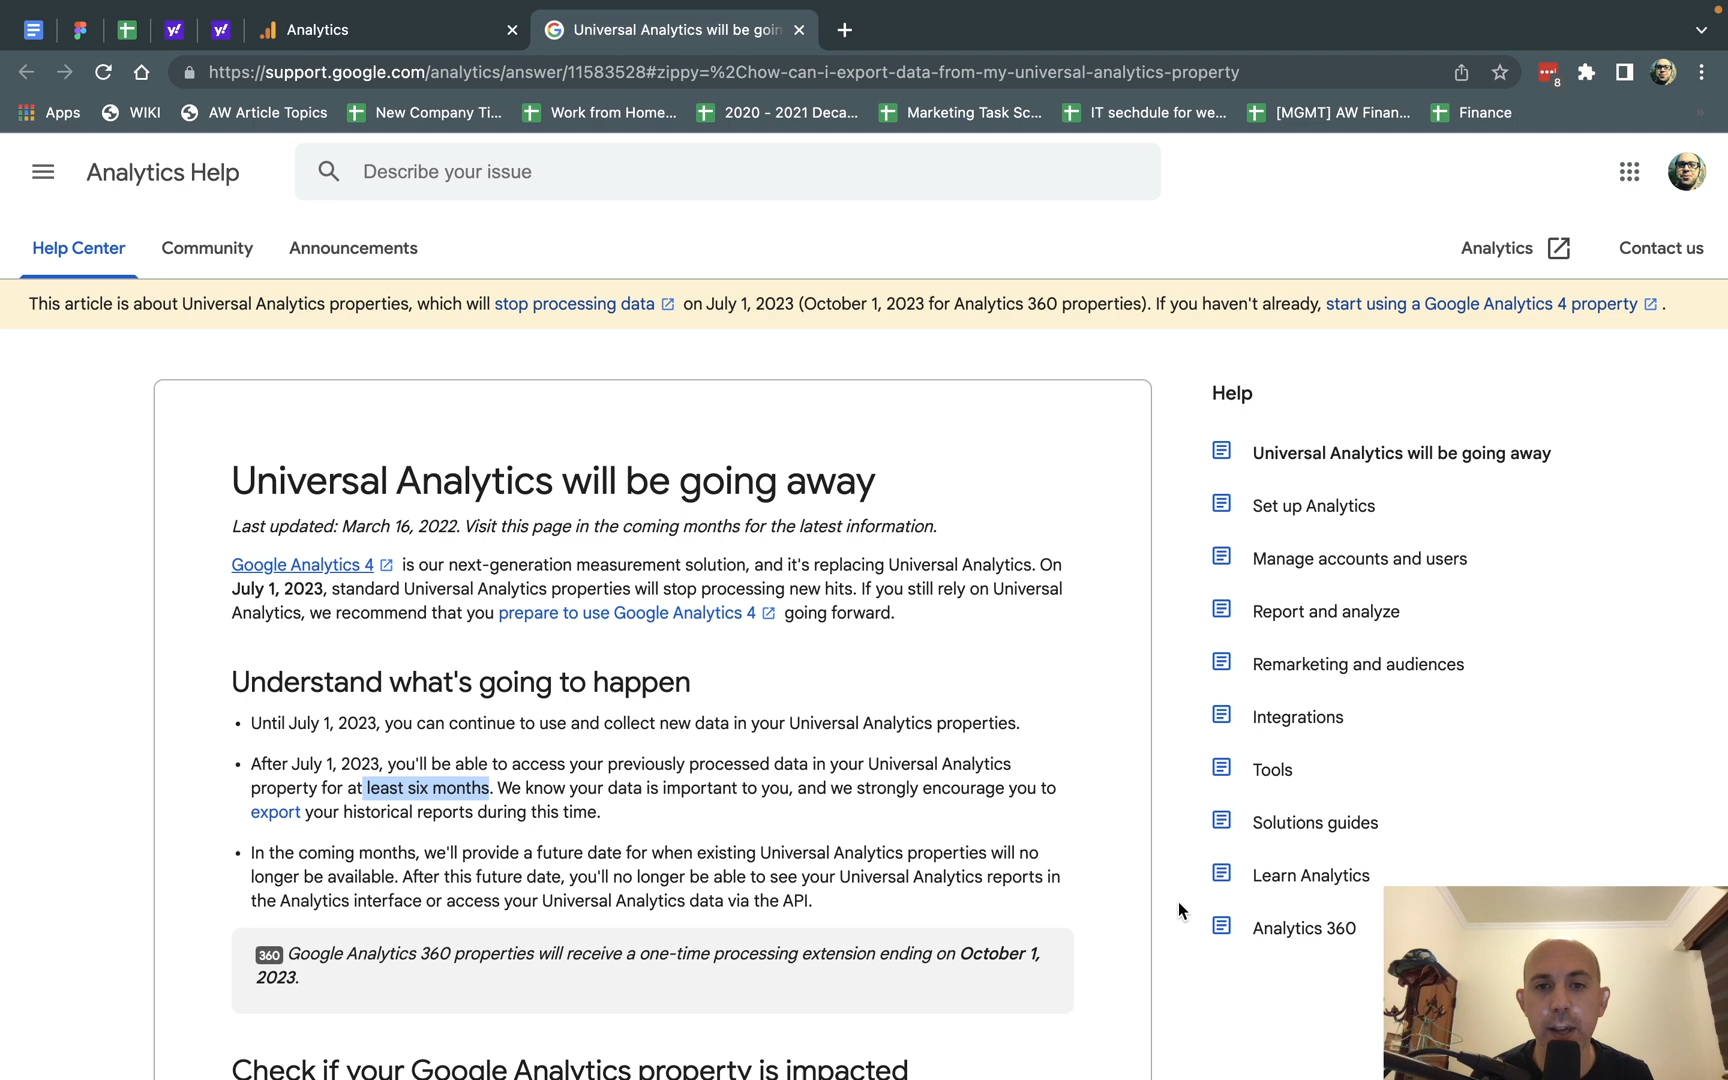 Analytics
Universal Analytics will be goin
https://support.google.com/analytics/answer/11583528#zippy=%2Chow-can-i-export-data-from-my-universal-analytics-property
8
Apps
WIKI
AW Article Topics
New Company Ti...
Work from Home...
2020 - 2021 Deca...
Marketing Task Sc...
IT sechdule for we...
[MGMT] AW Finan...
Finance
Analytics Help
Describe your issue
Help Center
Community
Announcements
Analytics
Contact us
This article is about Universal Analytics properties, which will stop processing data on July 1, 2023 (October 1, 2023 for Analytics 360 properties). If you haven't already, start using a Google Analytics 4 property .
Universal Analytics will be going away
Last updated: March 16, 2022. Visit this page in the coming months for the latest information.
Google Analytics 4 is our next-generation measurement solution, and it's replacing Universal Analytics. On
July 1, 2023, standard Universal Analytics properties will stop processing new hits. If you still rely on Universal
Analytics, we recommend that you prepare to use Google Analytics 4 going forward.
Understand what's going to happen
• Until July 1, 2023, you can continue to use and collect new data in your Universal Analytics properties.
• After July 1, 2023, you'll be able to access your previously processed data in your Universal Analytics
property for at least six months. We know your data is important to you, and we strongly encourage you to
export your historical reports during this time.
• In the coming months, we'll provide a future date for when existing Universal Analytics properties will no
longer be available. After this future date, you'll no longer be able to see your Universal Analytics reports in
the Analytics interface or access your Universal Analytics data via the API.
360 Google Analytics 360 properties will receive a one-time processing extension ending on October 1,
2023.
Check if your Google Analytics property is impacted
Help
Universal Analytics will be going away
Set up Analytics
Manage accounts and users
Report and analyze
Remarketing and audiences
Integrations
Tools
Solutions guides
Learn Analytics
Analytics 360